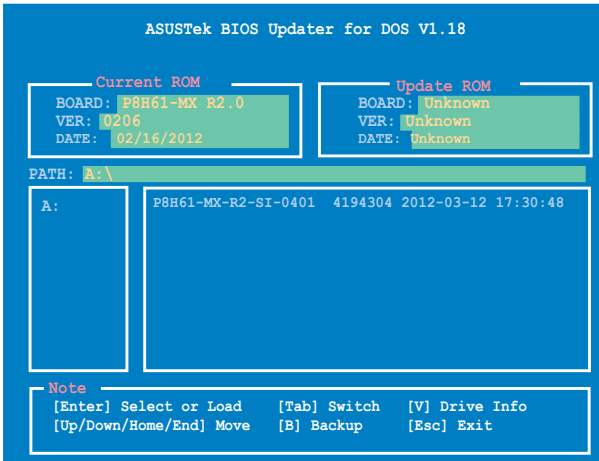 ASUSTek BIOS Updater for DOS V1.18
Current ROM
BOARD: P8H61-MX R2.0
VER: 0206
DATE: 02/16/2012
Update ROM
BOARD: Unknown
VER: Unknown
DATE: Unknown
PATH: A:\
A:
P8H61-MX-R2-SI-0401 4194304 2012-03-12 17:30:48
Note
[Enter] Select or Load [Tab] Switch [V] Drive Info
[Up/Down/Home/End] Move [B] Backup [Esc] Exit